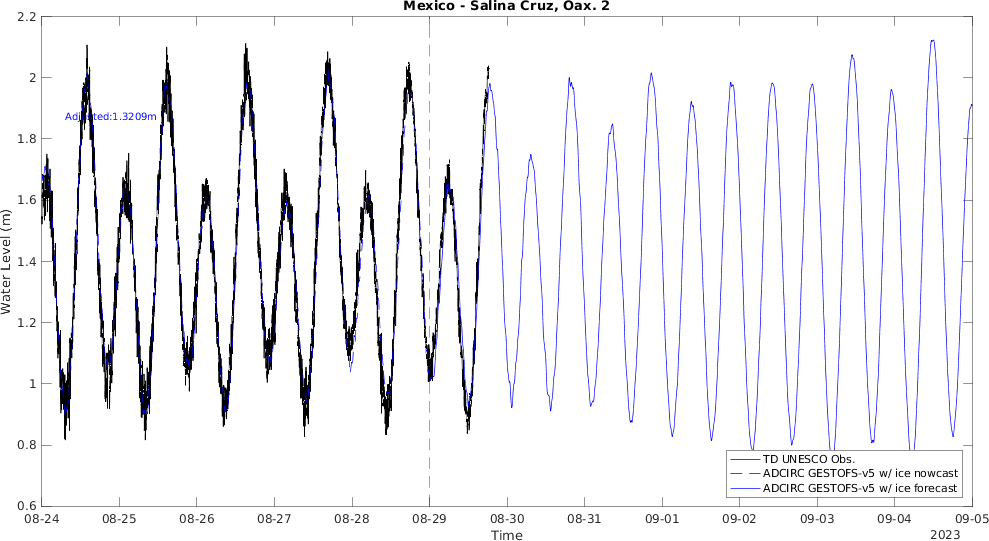 Mexico - Salina Cruz, Oax. 2
2.2
2
1.8
1.6
1.4
1.2
1
0.8
0.6
Water Level (m)
Adjusted:1.3209m
TD UNESCO Obs.
ADCIRC GESTOFS-v5 w/ ice nowcast
ADCIRC GESTOFS-v5 w/ ice forecast
08-24 08-25 08-26 08-27 08-28 08-29 08-30 08-31 09-01 09-02 09-03 09-04 09-05
Time
2023